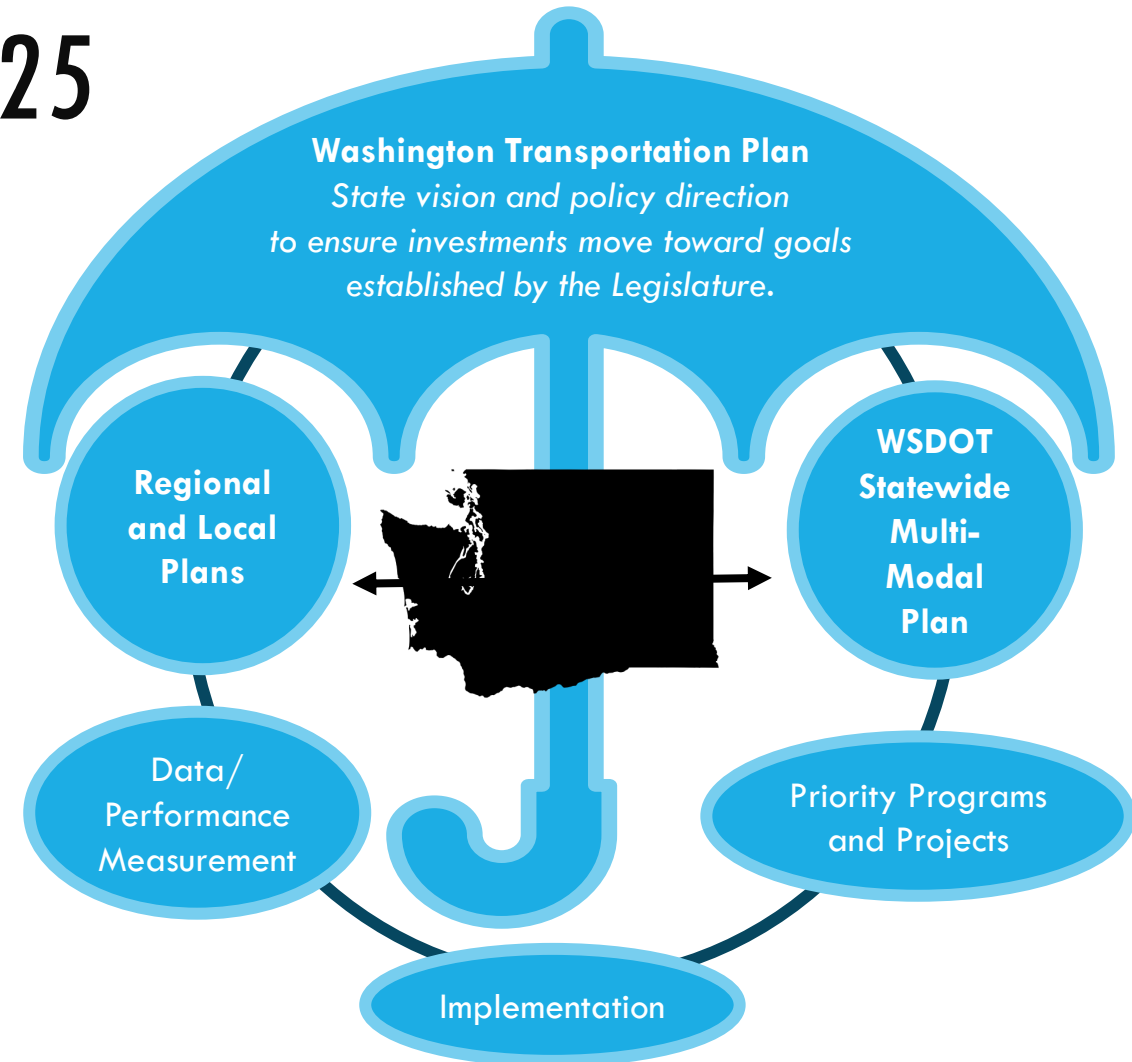 25
Washington Transportation Plan
State vision and policy direction
to ensure investments move toward goals
established by the Legislature.
Regional
and Local
Plans
WSDOT
Statewide
Multi-
Modal
Plan
Data/
Performance
Measurement
Priority Programs
and Projects
Implementation